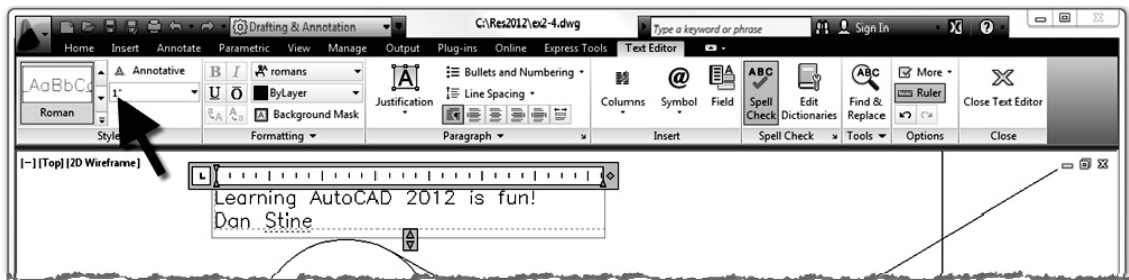 Drafting & Annotation C:\Res2012\ex2-4.dwg Type a keyword or phrase Sign In
Home Insert Annotate Parametric View Manage Output Plug-ins Online Express Tools Text Editor
AaBbCc Annotative B I romans A Bullets and Numbering @ ABC ABC More
1" U O ByLayer Justification Line Spacing Columns Symbol Field Spell Check Edit Dictionaries Find & Replace Ruler Close Text Editor
Roman Background Mask
Style Formatting Paragraph Insert Spell Check Tools Options Close
[–] [Top] [2D Wireframe]
L
Learning AutoCAD 2012 is fun!
Dan Stine